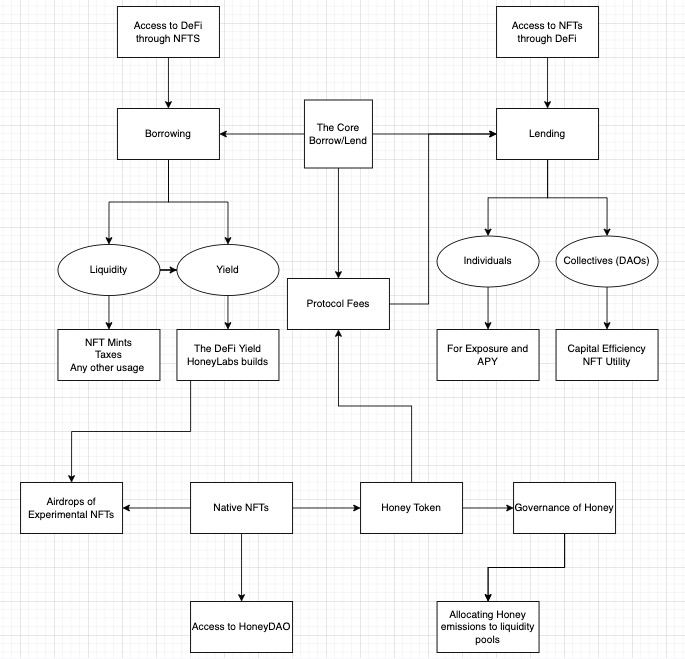 Access to DeFi
through NFTS
Access to NFTs
through DeFi
Borrowing
The Core
Borrow/Lend
Lending
Liquidity
Yield
Individuals
Collectives (DAOs)
Protocol Fees
NFT Mints
Taxes
Any other usage
The DeFi Yield
HoneyLabs builds
For Exposure and
APY
Capital Efficiency
NFT Utility
Airdrops of
Experimental NFTs
Native NFTs
Honey Token
Governance of Honey
Access to HoneyDAO
Allocating Honey
emissions to liquidity
pools